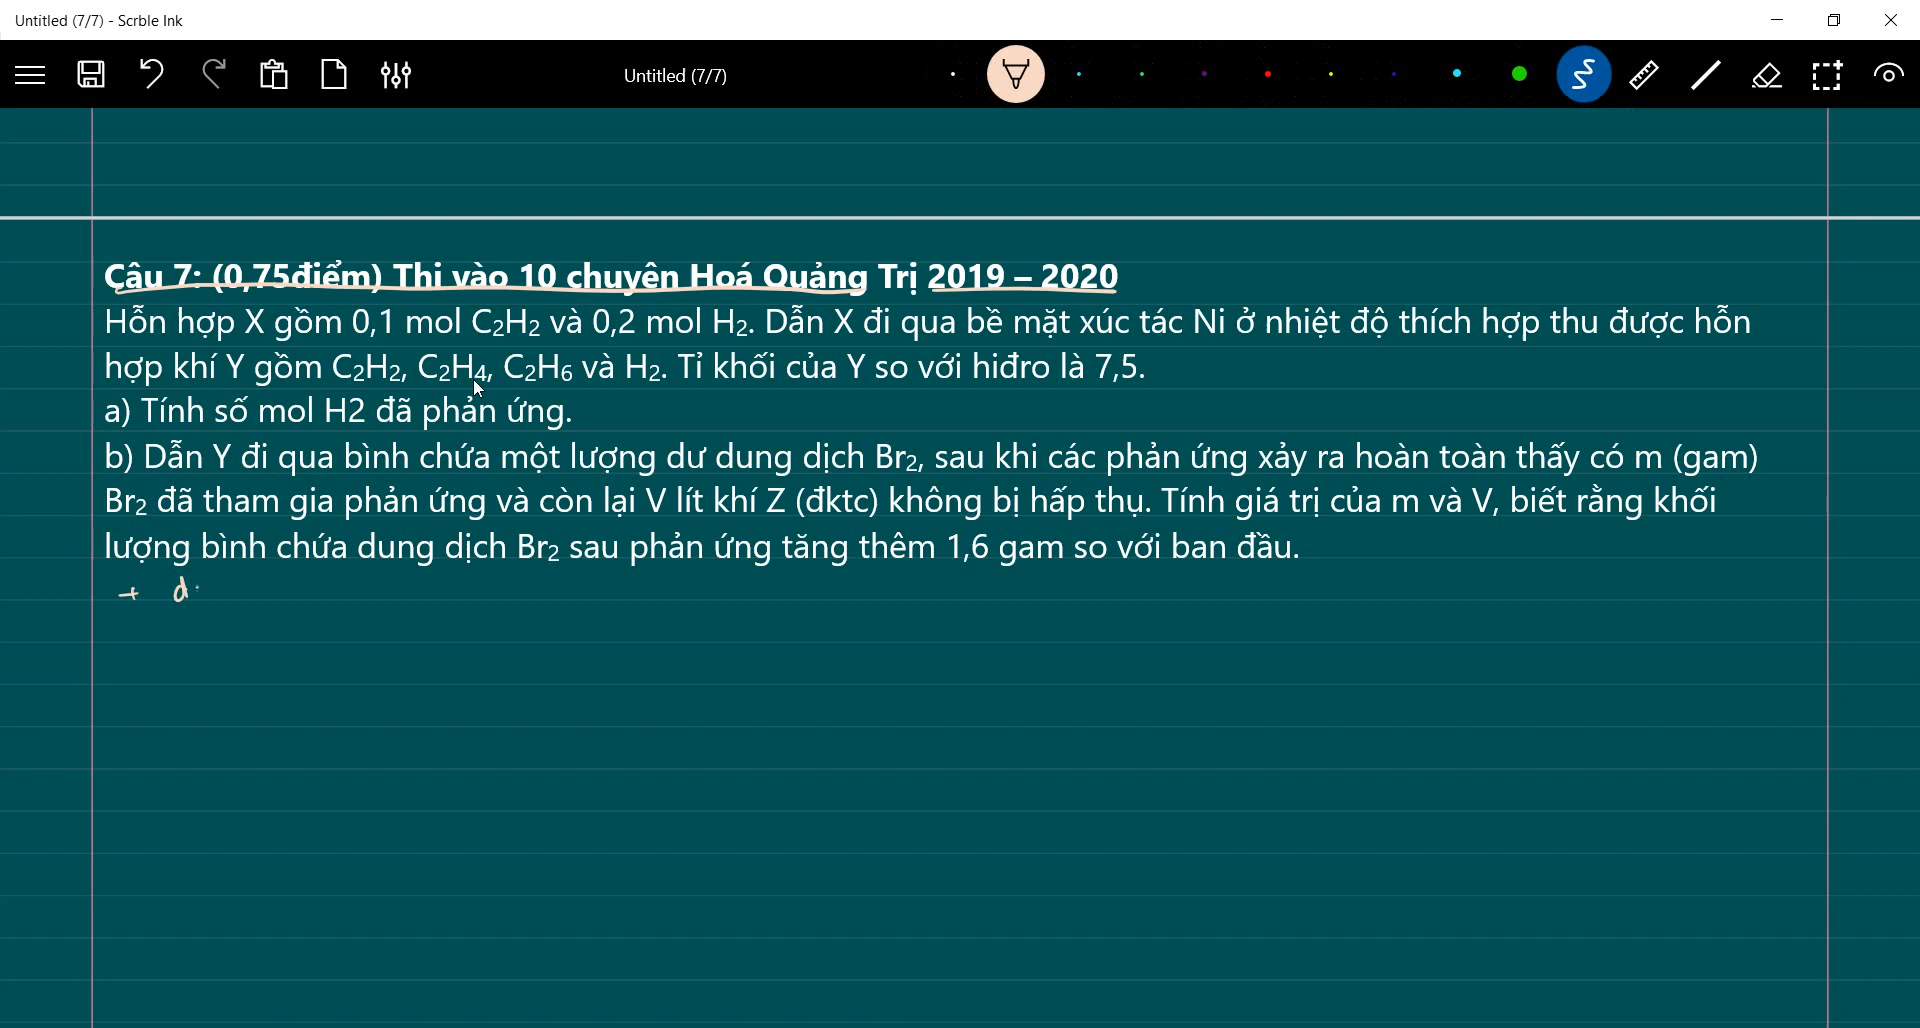 Untitled (7/7) - Scrble Ink
Untitled (7/7)
Câu 7: (0,75điểm) Thi vào 10 chuyên Hoá Quảng Trị 2019 – 2020
Hỗn hợp X gồm 0,1 mol C₂H₂ và 0,2 mol H₂. Dẫn X đi qua bề mặt xúc tác Ni ở nhiệt độ thích hợp thu được hỗn
hợp khí Y gồm C₂H₂, C₂H₄, C₂H₆ và H₂. Tỉ khối của Y so với hiđro là 7,5.
a) Tính số mol H2 đã phản ứng.
b) Dẫn Y đi qua bình chứa một lượng dư dung dịch Br₂, sau khi các phản ứng xảy ra hoàn toàn thấy có m (gam)
Br₂ đã tham gia phản ứng và còn lại V lít khí Z (đktc) không bị hấp thụ. Tính giá trị của m và V, biết rằng khối
lượng bình chứa dung dịch Br₂ sau phản ứng tăng thêm 1,6 gam so với ban đầu.
+ d